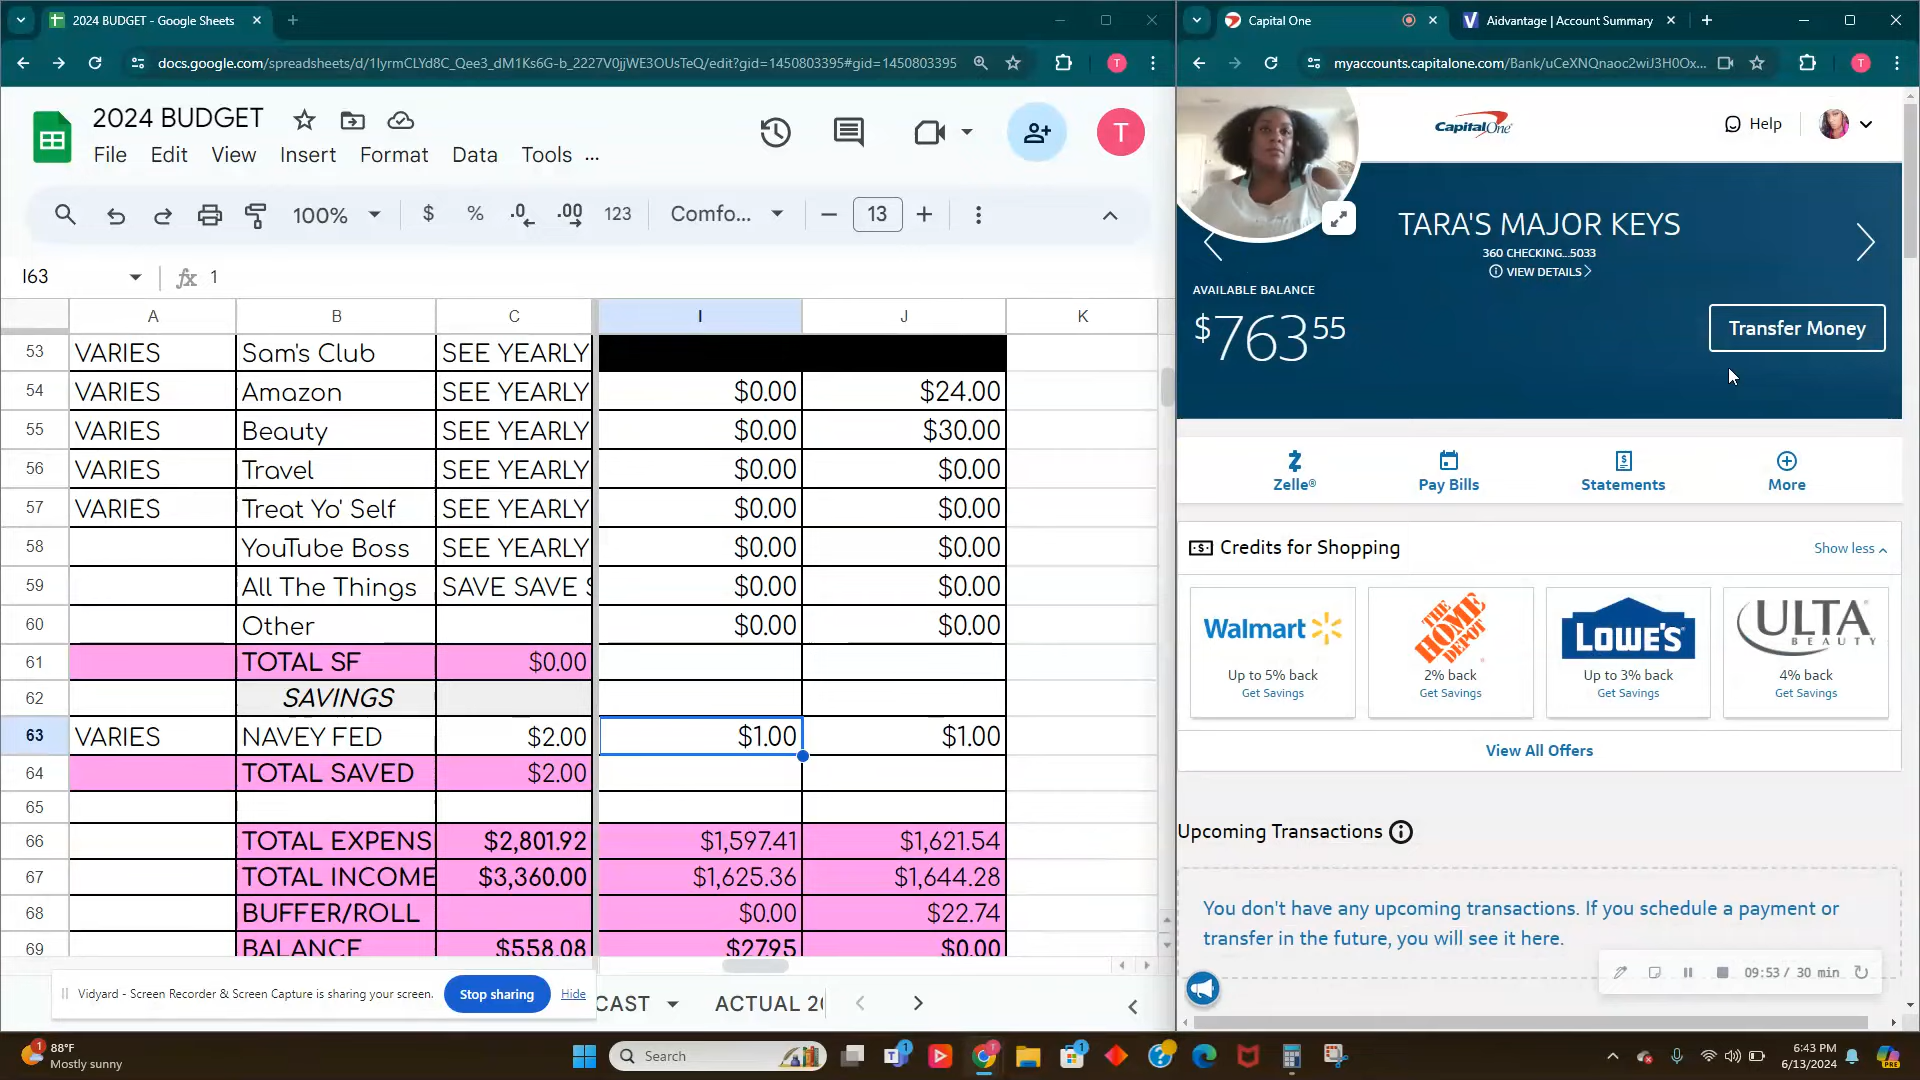 2024 BUDGET - Google Sheets
docs.google.com/spreadsheets/d/1IyrmCLYd8C_Qee3_dM1Ks6G-b_2227V0jjWE3OUsTeQ/edit?gid=1450803395#gid=1450803395
T
2024 BUDGET
File Edit View Insert Format Data Tools ...
T
100% $ % .0 .00 123 Comfo... 13
I63 fx 1
A B C I J K
53 VARIES Sam's Club SEE YEARLY
54 VARIES Amazon SEE YEARLY $0.00 $24.00
55 VARIES Beauty SEE YEARLY $0.00 $30.00
56 VARIES Travel SEE YEARLY $0.00 $0.00
57 VARIES Treat Yo' Self SEE YEARLY $0.00 $0.00
58 YouTube Boss SEE YEARLY $0.00 $0.00
59 All The Things SAVE SAVE $0.00 $0.00
60 Other $0.00 $0.00
61 TOTAL SF $0.00
62 SAVINGS
63 VARIES NAVEY FED $2.00 $1.00 $1.00
64 TOTAL SAVED $2.00
65
66 TOTAL EXPENS $2,801.92 $1,597.41 $1,621.54
67 TOTAL INCOME $3,360.00 $1,625.36 $1,644.28
68 BUFFER/ROLL $0.00 $22.74
69 BALANCE $558.08 $27.95 $0.00
Vidyard - Screen Recorder & Screen Capture is sharing your screen. Stop sharing Hide
CAST ACTUAL 2
Capital One
Aidvantage | Account Summary
myaccounts.capitalone.com/Bank/uCeXNQnaoc2wiJ3H0Ox...
T
Capital One
Help
TARA'S MAJOR KEYS
360 CHECKING...5033
VIEW DETAILS
AVAILABLE BALANCE
$763 55
Transfer Money
Zelle® Pay Bills Statements More
Credits for Shopping
Show less
Walmart THE HOME DEPOT LOWE'S ULTA BEAUTY
Up to 5% back 2% back Up to 3% back 4% back
Get Savings Get Savings Get Savings Get Savings
View All Offers
Upcoming Transactions
You don't have any upcoming transactions. If you schedule a payment or
transfer in the future, you will see it here.
09:53 / 30 min
1
88°F
Mostly sunny
Search
6:43 PM
6/13/2024